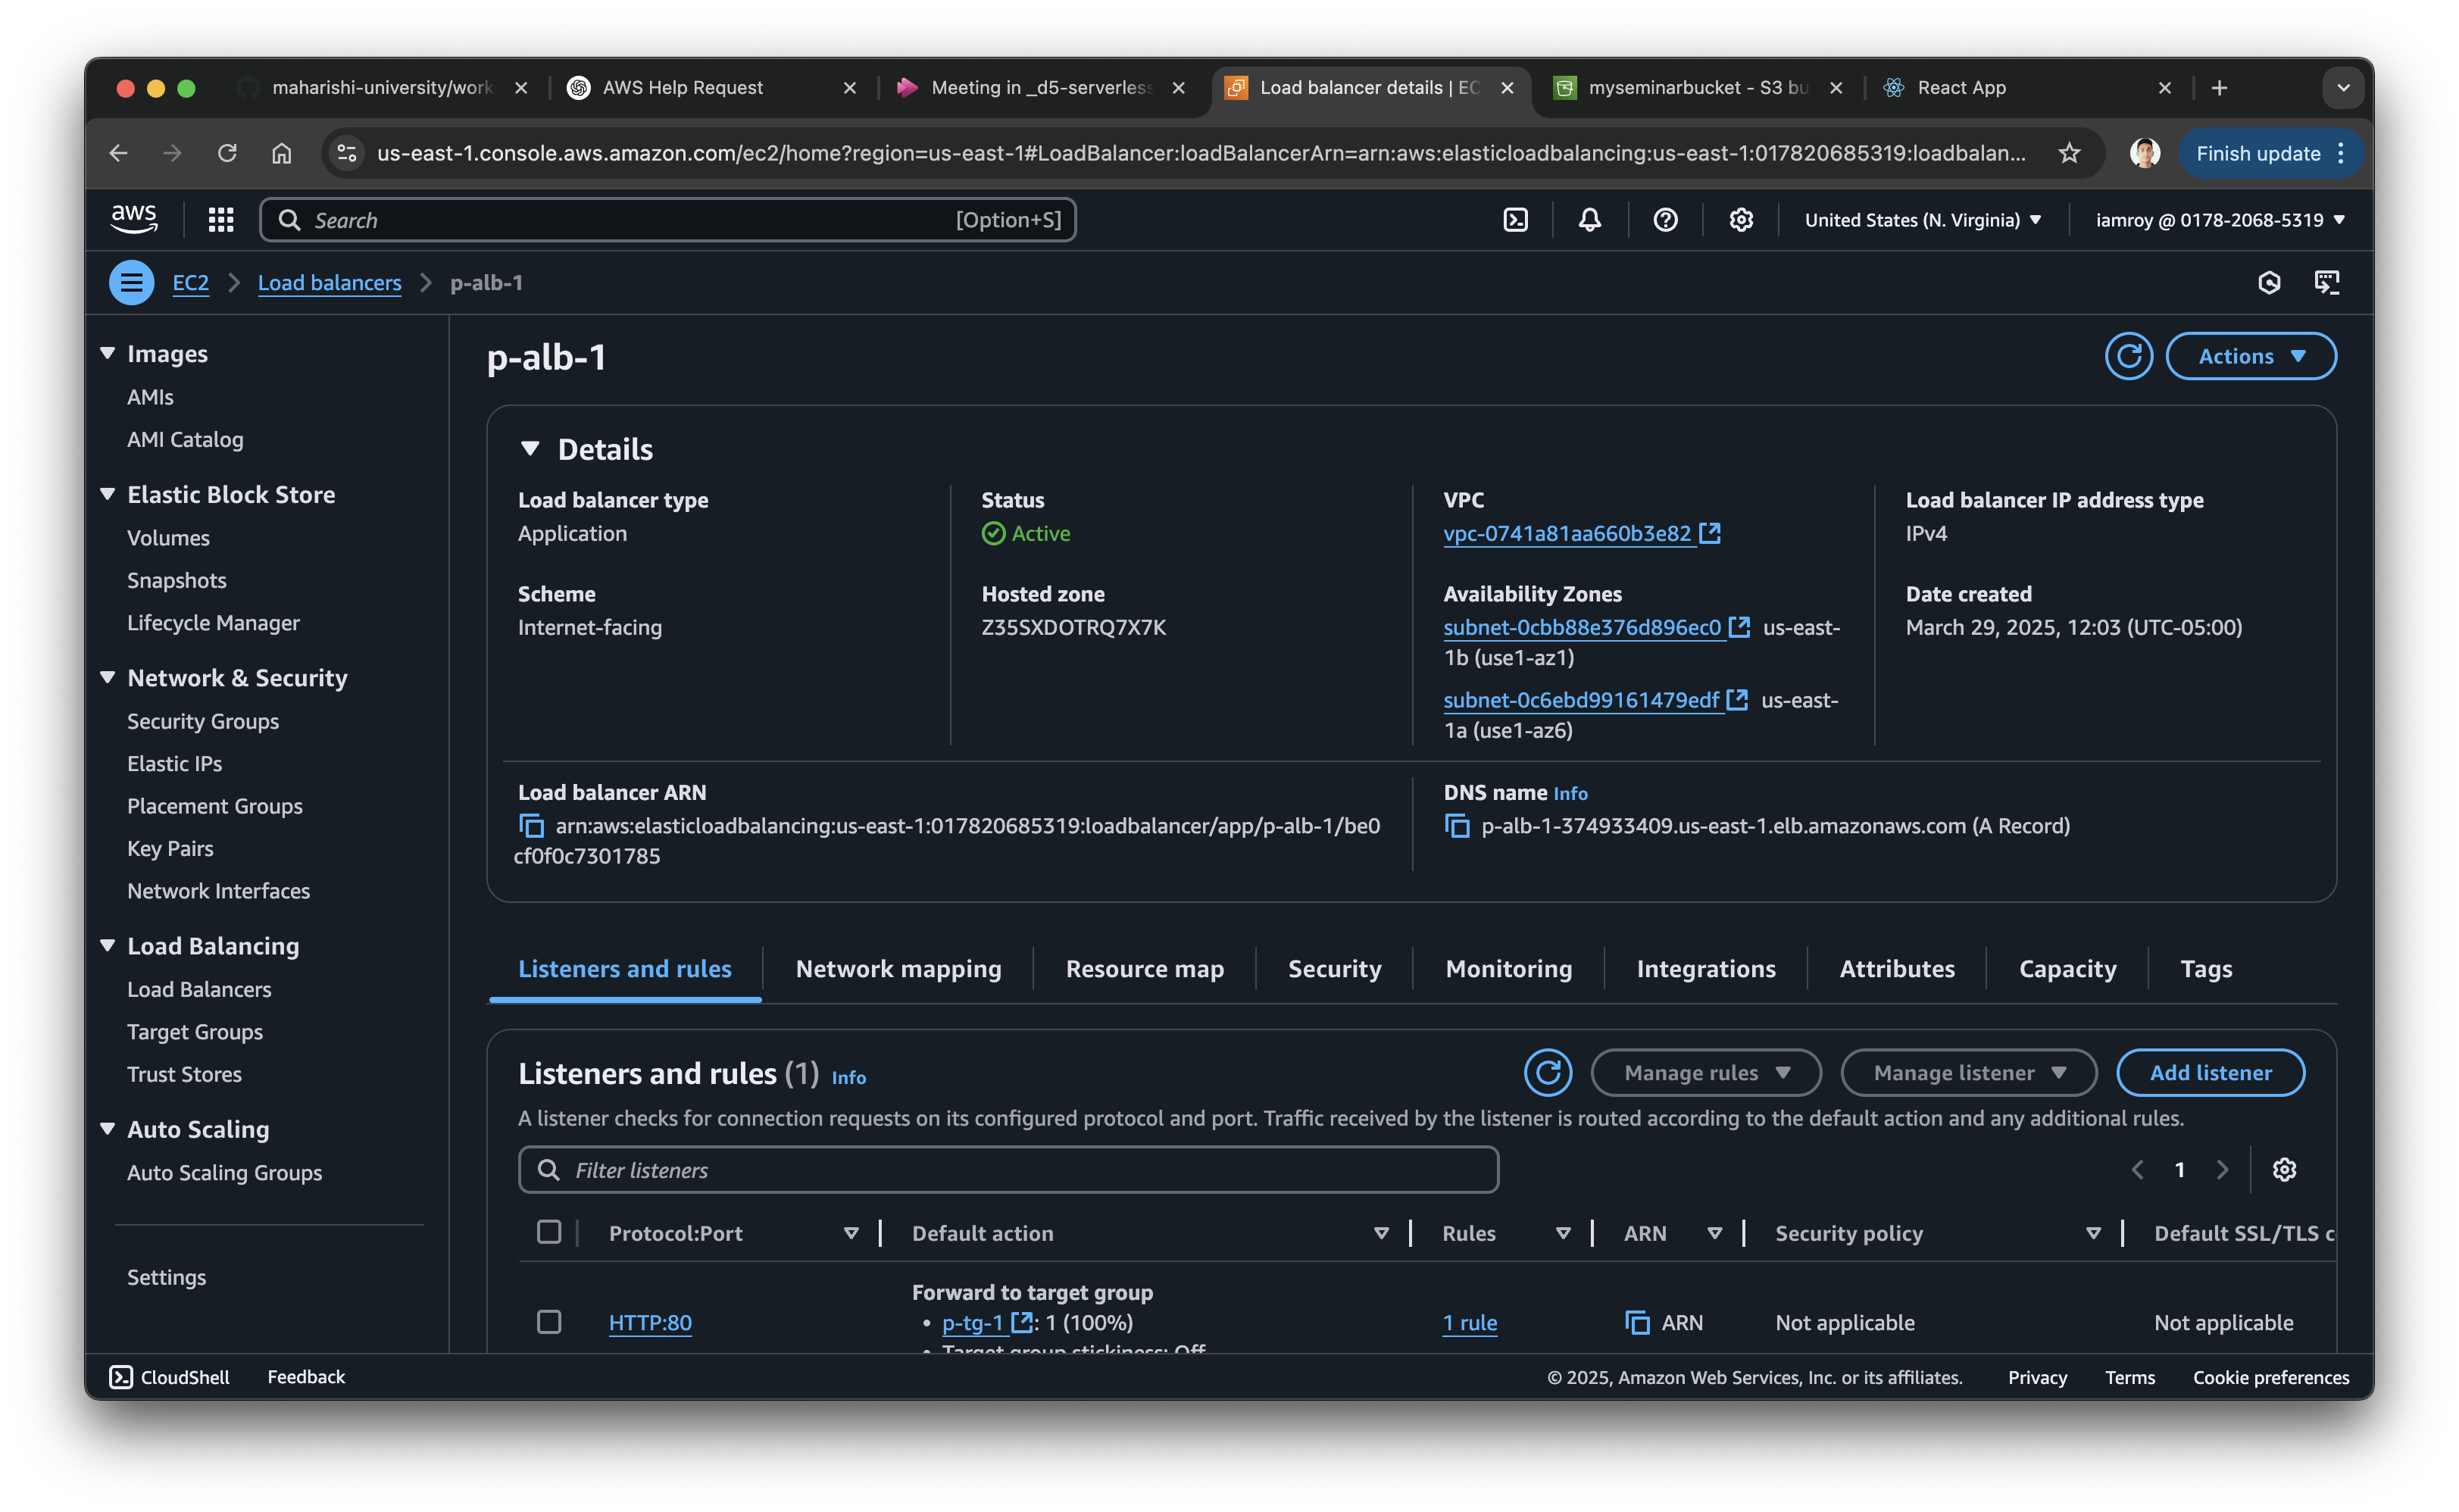 maharishi-university/work
AWS Help Request
Meeting in _d5-serverless
Load balancer details | EC
myseminarbucket - S3 bu
React App
us-east-1.console.aws.amazon.com/ec2/home?region=us-east-1#LoadBalancer:loadBalancerArn=arn:aws:elasticloadbalancing:us-east-1:017820685319:loadbalan...
Finish update
aws
Search
[Option+S]
United States (N. Virginia)
iamroy @ 0178-2068-5319
EC2
Load balancers
p-alb-1
Images
AMIs
AMI Catalog
Elastic Block Store
Volumes
Snapshots
Lifecycle Manager
Network & Security
Security Groups
Elastic IPs
Placement Groups
Key Pairs
Network Interfaces
Load Balancing
Load Balancers
Target Groups
Trust Stores
Auto Scaling
Auto Scaling Groups
Settings
p-alb-1
Actions
Details
Load balancer type
Application
Status
Active
VPC
vpc-0741a81aa660b3e82
Load balancer IP address type
IPv4
Scheme
Internet-facing
Hosted zone
Z35SXDOTRQ7X7K
Availability Zones
subnet-0cbb88e376d896ec0 us-east-
1b (use1-az1)
subnet-0c6ebd99161479edf us-east-
1a (use1-az6)
Date created
March 29, 2025, 12:03 (UTC-05:00)
Load balancer ARN
arn:aws:elasticloadbalancing:us-east-1:017820685319:loadbalancer/app/p-alb-1/be0
cf0f0c7301785
DNS name Info
p-alb-1-374933409.us-east-1.elb.amazonaws.com (A Record)
Listeners and rules
Network mapping
Resource map
Security
Monitoring
Integrations
Attributes
Capacity
Tags
Listeners and rules (1) Info
Manage rules
Manage listener
Add listener
A listener checks for connection requests on its configured protocol and port. Traffic received by the listener is routed according to the default action and any additional rules.
Filter listeners
1
Protocol:Port
Default action
Rules
ARN
Security policy
Default SSL/TLS c
HTTP:80
Forward to target group
• p-tg-1 : 1 (100%)
• Target group stickiness: Off
1 rule
ARN
Not applicable
Not applicable
CloudShell
Feedback
© 2025, Amazon Web Services, Inc. or its affiliates.
Privacy
Terms
Cookie preferences